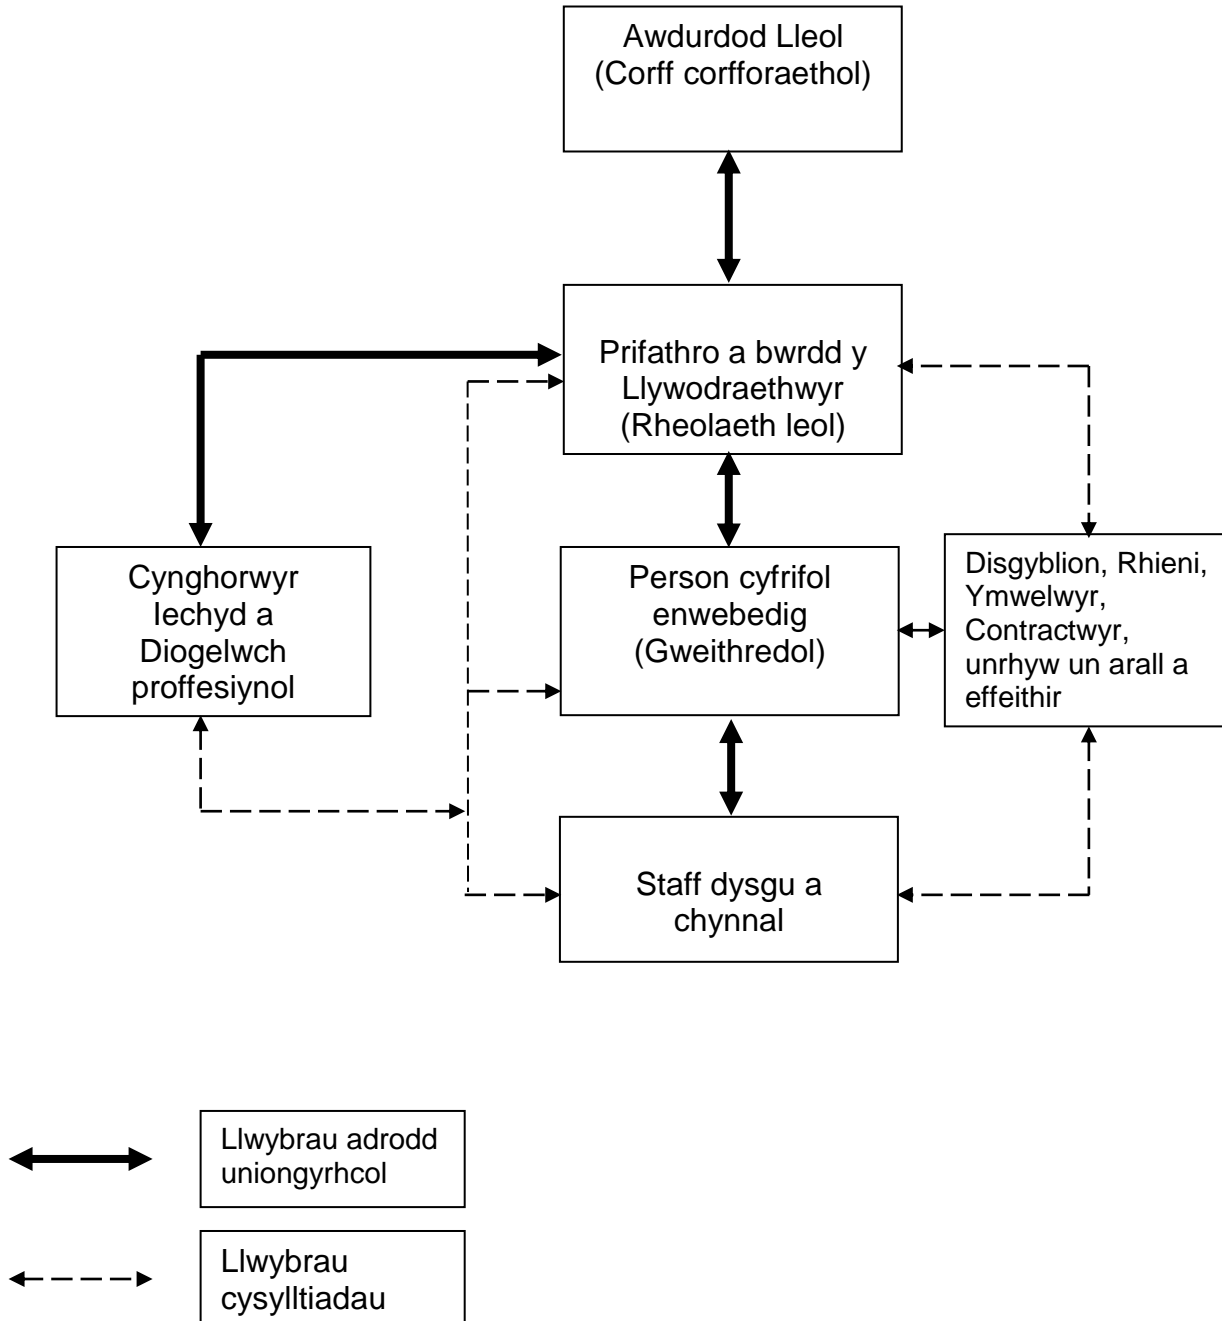 Awdurdod Lleol
(Corff corfforaethol)
Prifathro a bwrdd y
Llywodraethwyr
(Rheolaeth leol)
Cynghorwyr
Iechyd a
Diogelwch
proffesiynol
Person cyfrifol
enwebedig
(Gweithredol)
Disgyblion, Rhieni,
Ymwelwyr,
Contractwyr,
unrhyw un arall a
effeithir
Staff dysgu a
chynnal
Llwybrau adrodd
uniongyrhcol
Llwybrau
cysylltiadau